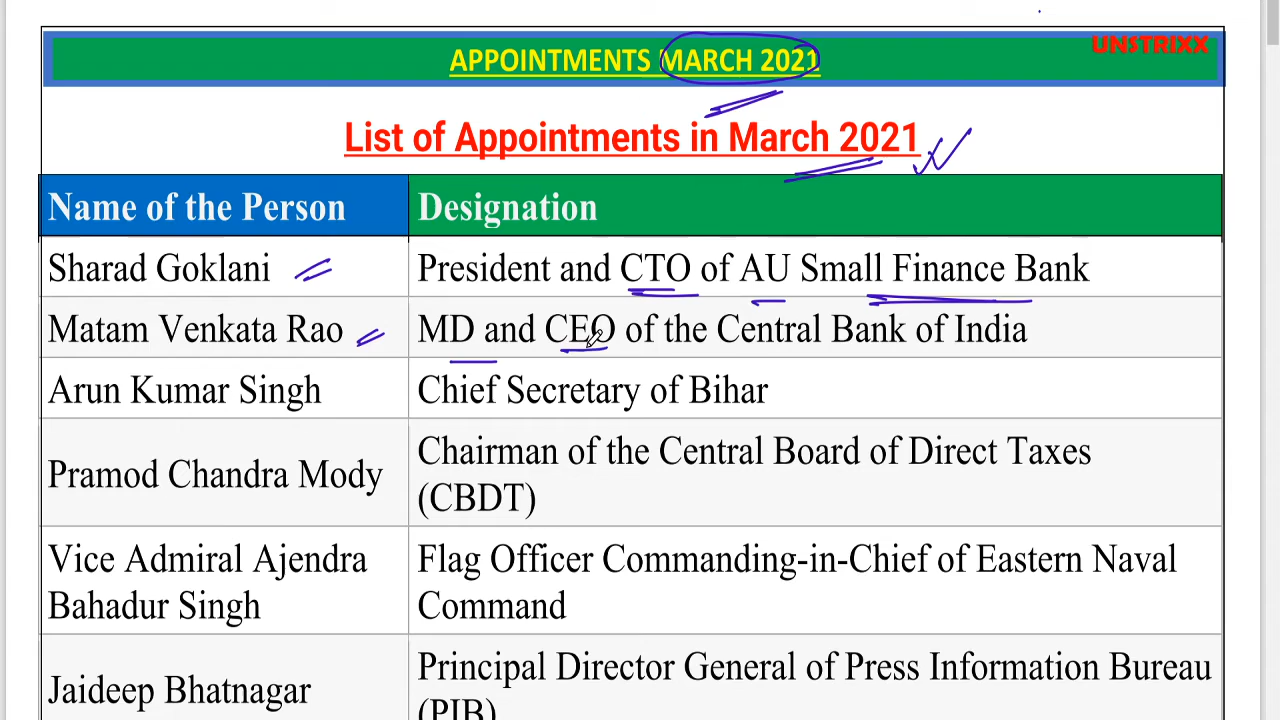 UNSTRIXX
APPOINTMENTS MARCH 2021
List of Appointments in March 2021
Name of the Person Designation
Sharad Goklani President and CTO of AU Small Finance Bank
Matam Venkata Rao MD and CEO of the Central Bank of India
Arun Kumar Singh Chief Secretary of Bihar
Pramod Chandra Mody Chairman of the Central Board of Direct Taxes
(CBDT)
Vice Admiral Ajendra Flag Officer Commanding-in-Chief of Eastern Naval
Bahadur Singh Command
Jaideep Bhatnagar Principal Director General of Press Information Bureau
(PIB)